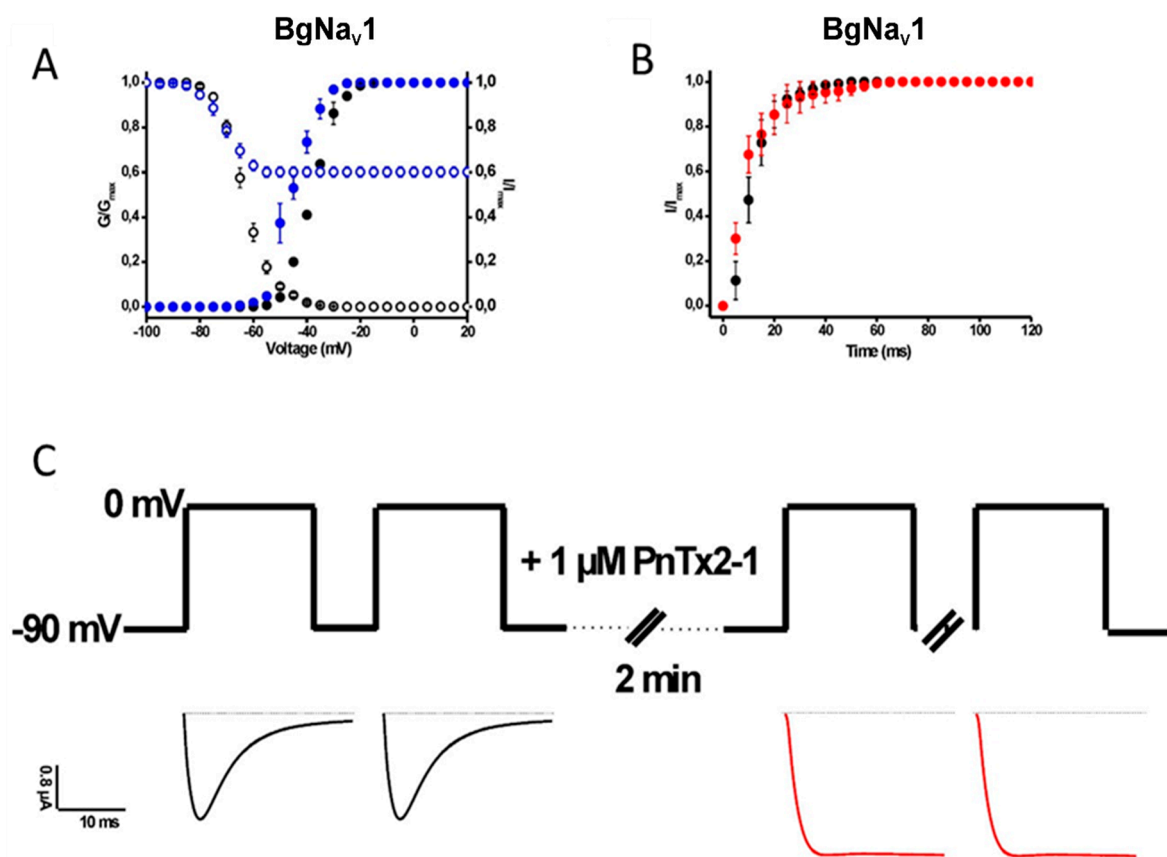 BgNaV1
A
G/Gmax
1,0
0,8
0,6
0,4
0,2
0,0
-100
-80
-60
-40
-20
0
20
Voltage (mV)
1,0
0,8
0,6
0,4
0,2
0,0
I/Imax
BgNaV1
B
I/Imax
1,0
0,8
0,6
0,4
0,2
0,0
0
20
40
60
80
100
120
Time (ms)
C
0 mV
+ 1 µM PnTx2-1
-90 mV
2 min
0.8 µA
10 ms